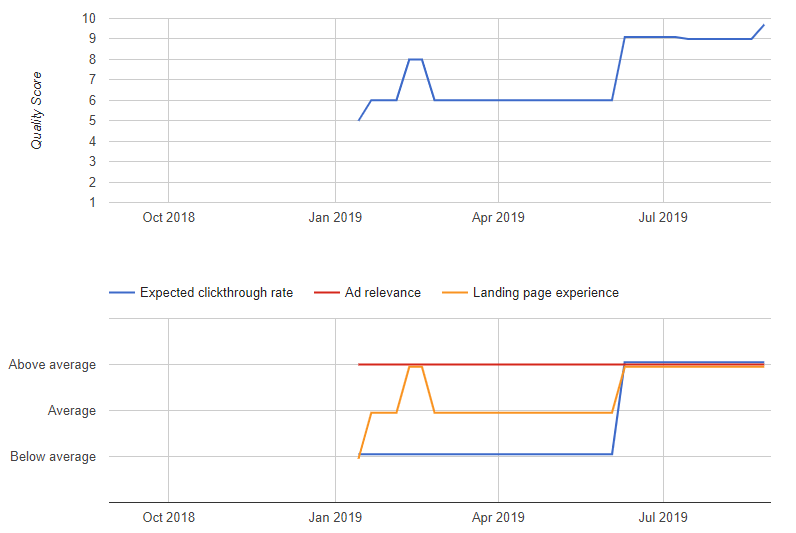 10
9
8
7
6
5
4
3
2
1
Quality Score
Oct 2018 Jan 2019 Apr 2019 Jul 2019
Expected clickthrough rate Ad relevance Landing page experience
Above average
Average
Below average
Oct 2018 Jan 2019 Apr 2019 Jul 2019